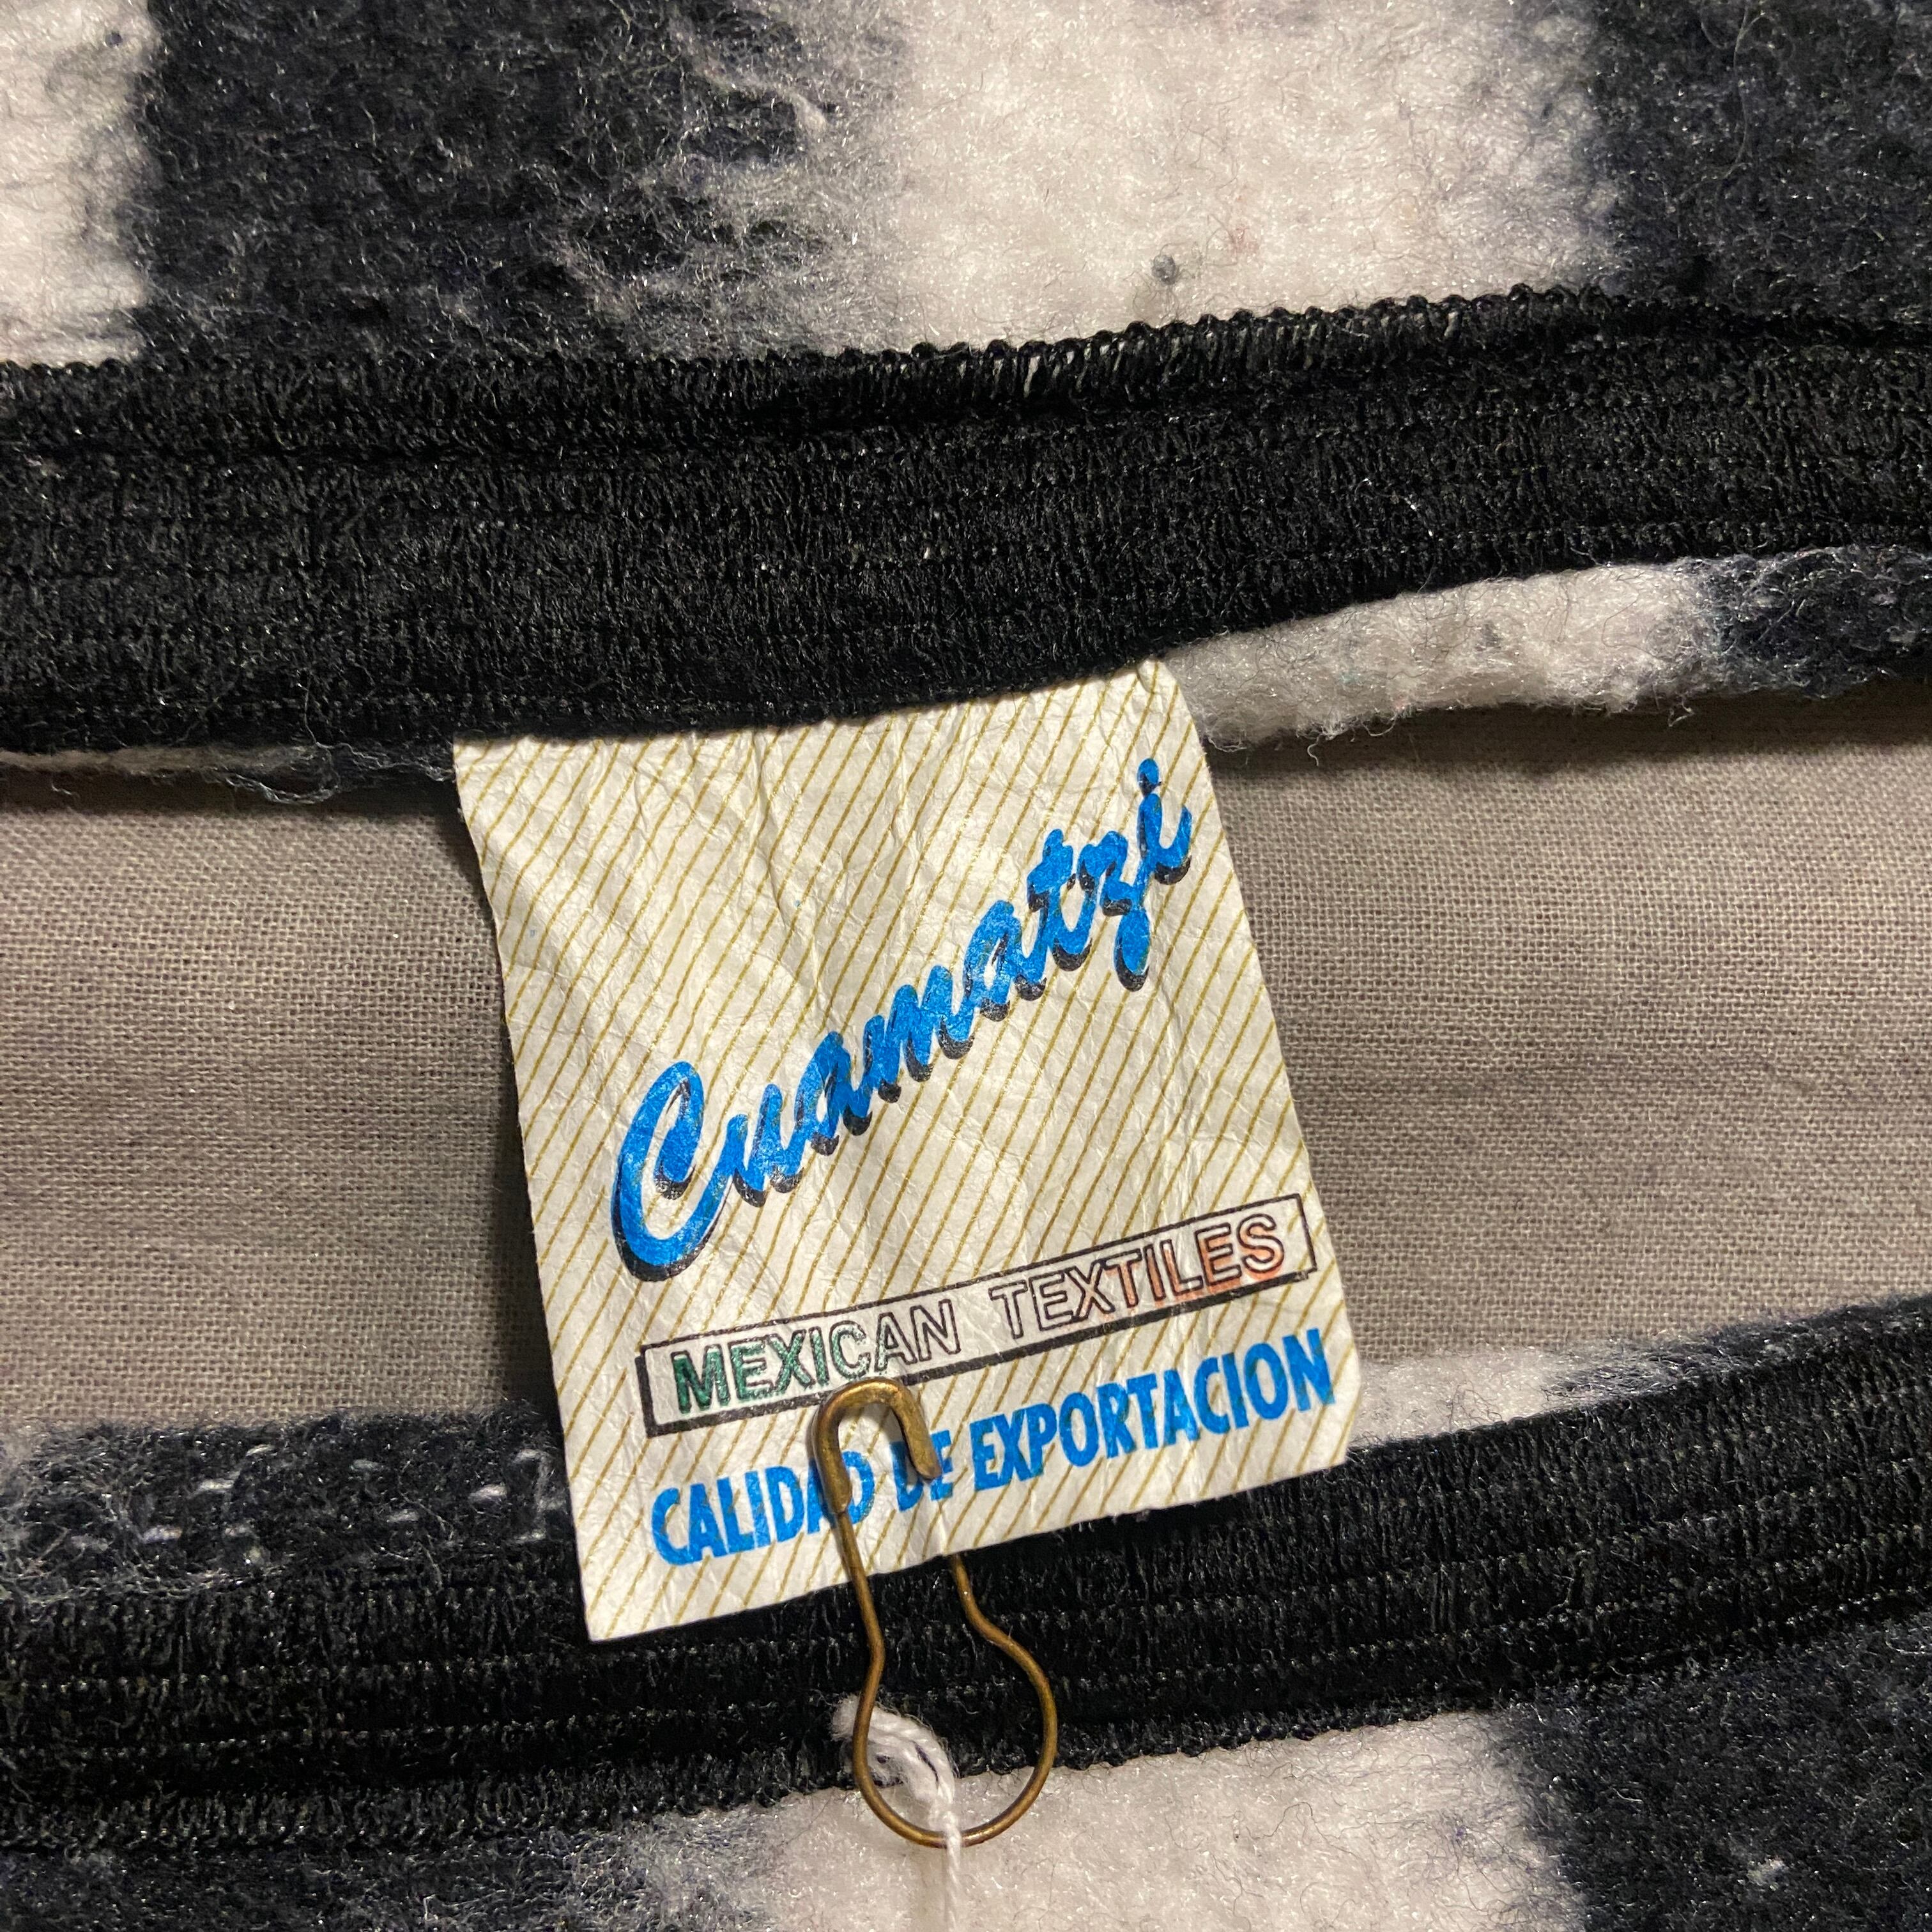 Cuamatzi
MEXICAN TEXTILES
CALIDAD DE EXPORTACION